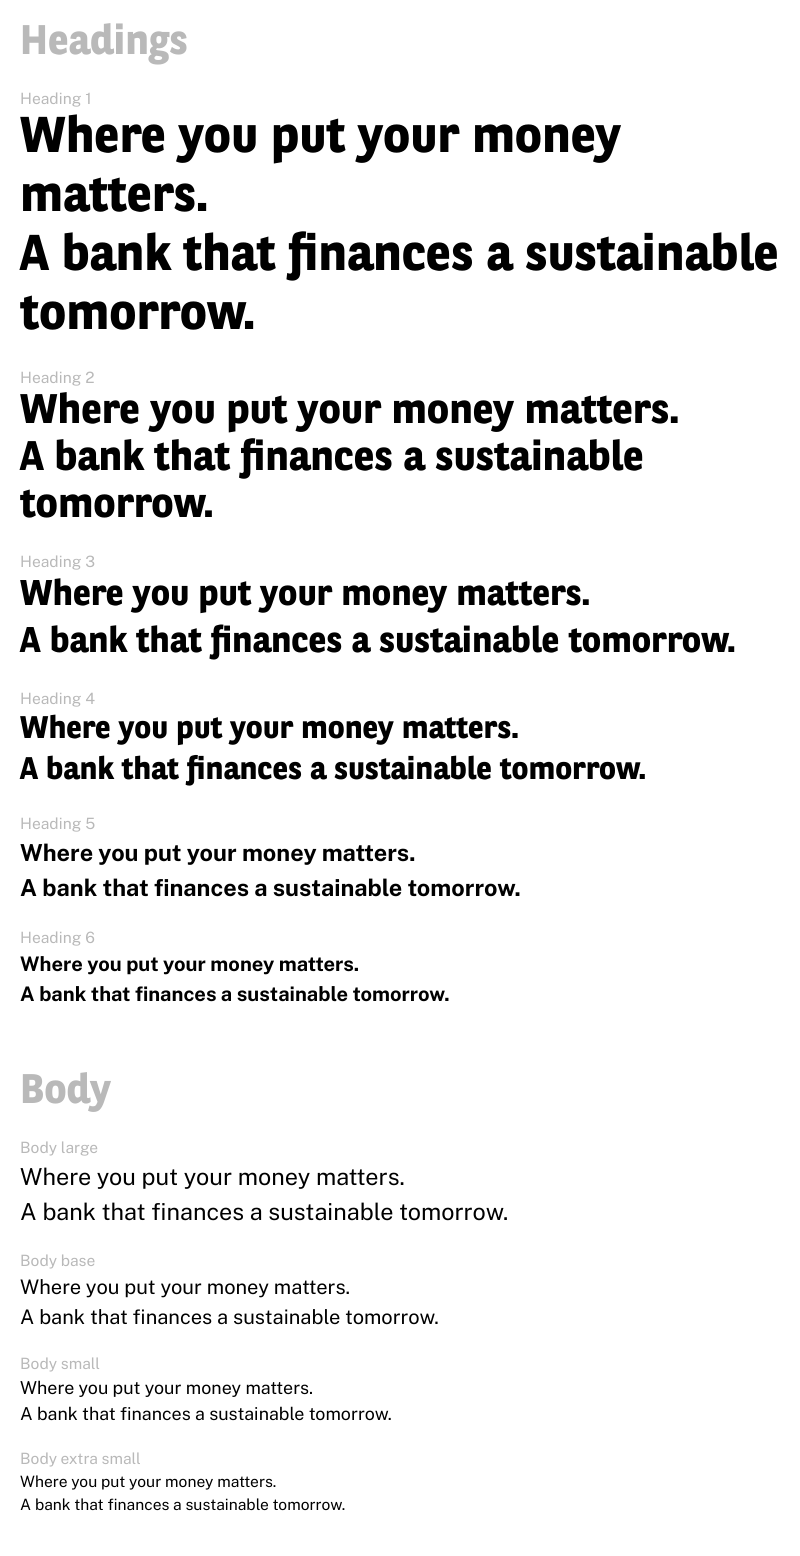 Headings
Heading 1
Where you put your money
matters.
A bank that finances a sustainable
tomorrow.
Heading 2
Where you put your money matters.
A bank that finances a sustainable
tomorrow.
Heading 3
Where you put your money matters.
A bank that finances a sustainable tomorrow.
Heading 4
Where you put your money matters.
A bank that finances a sustainable tomorrow.
Heading 5
Where you put your money matters.
A bank that finances a sustainable tomorrow.
Heading 6
Where you put your money matters.
A bank that finances a sustainable tomorrow.
Body
Body large
Where you put your money matters.
A bank that finances a sustainable tomorrow.
Body base
Where you put your money matters.
A bank that finances a sustainable tomorrow.
Body small
Where you put your money matters.
A bank that finances a sustainable tomorrow.
Body extra small
Where you put your money matters.
A bank that finances a sustainable tomorrow.